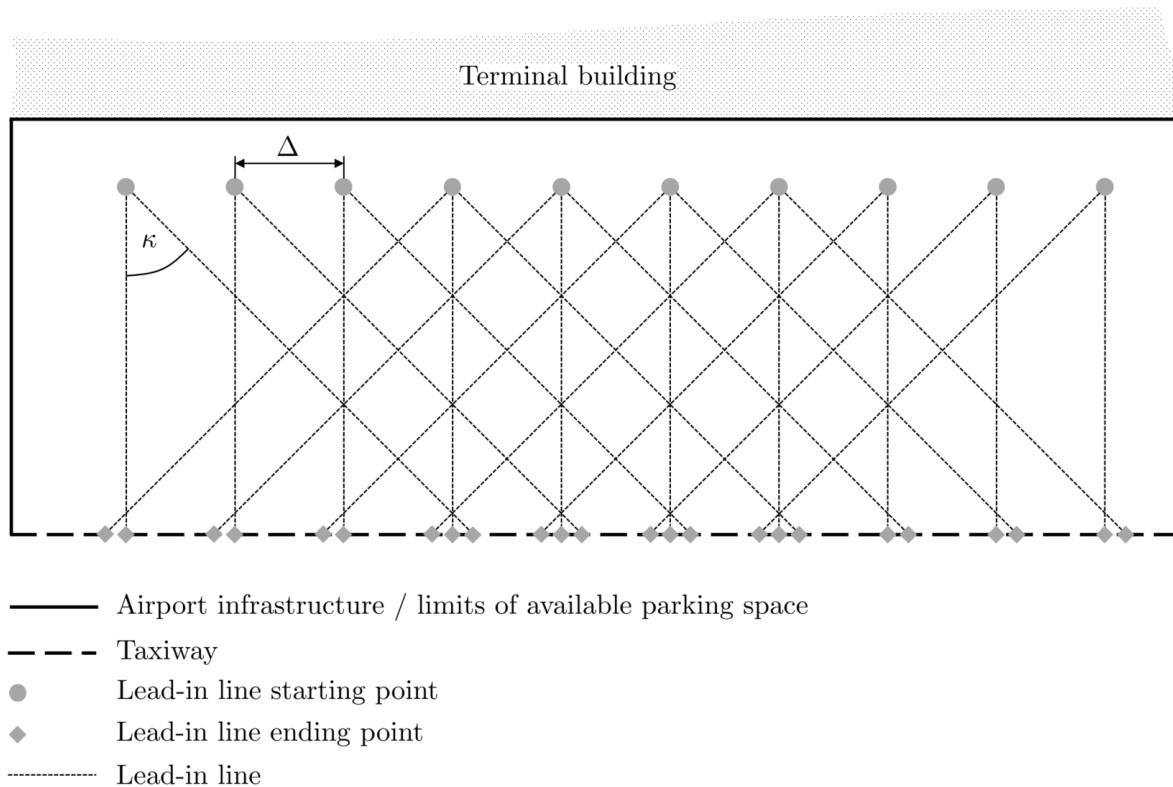 Terminal building
Δ
κ
Airport infrastructure / limits of available parking space
Taxiway
Lead-in line starting point
Lead-in line ending point
Lead-in line